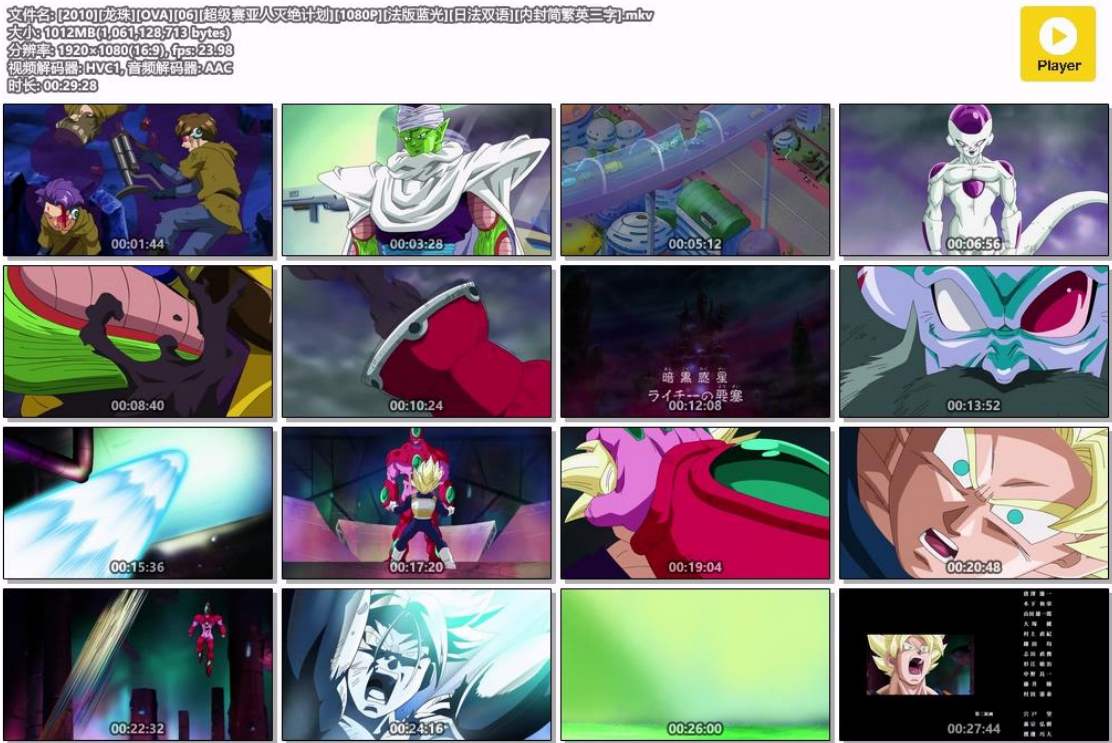 文件名: [2010][龙珠][OVA][06][超级赛亚人灭绝计划][1080P][法版蓝光][日法双语][内封简繁英三字].mkv
大小: 1012MB(1,061,128,713 bytes)
分辨率: 1920×1080(16:9), fps: 23.98
视频解码器: HVC1, 音频解码器: AAC
时长: 00:29:28
Player
00:01:44
00:03:28
00:05:12
00:06:56
00:08:40
00:10:24
暗黒惑星
ライチーの要塞
00:12:08
00:13:52
00:15:36
00:17:20
00:19:04
00:20:48
00:22:32
00:24:16
00:26:00
00:27:44